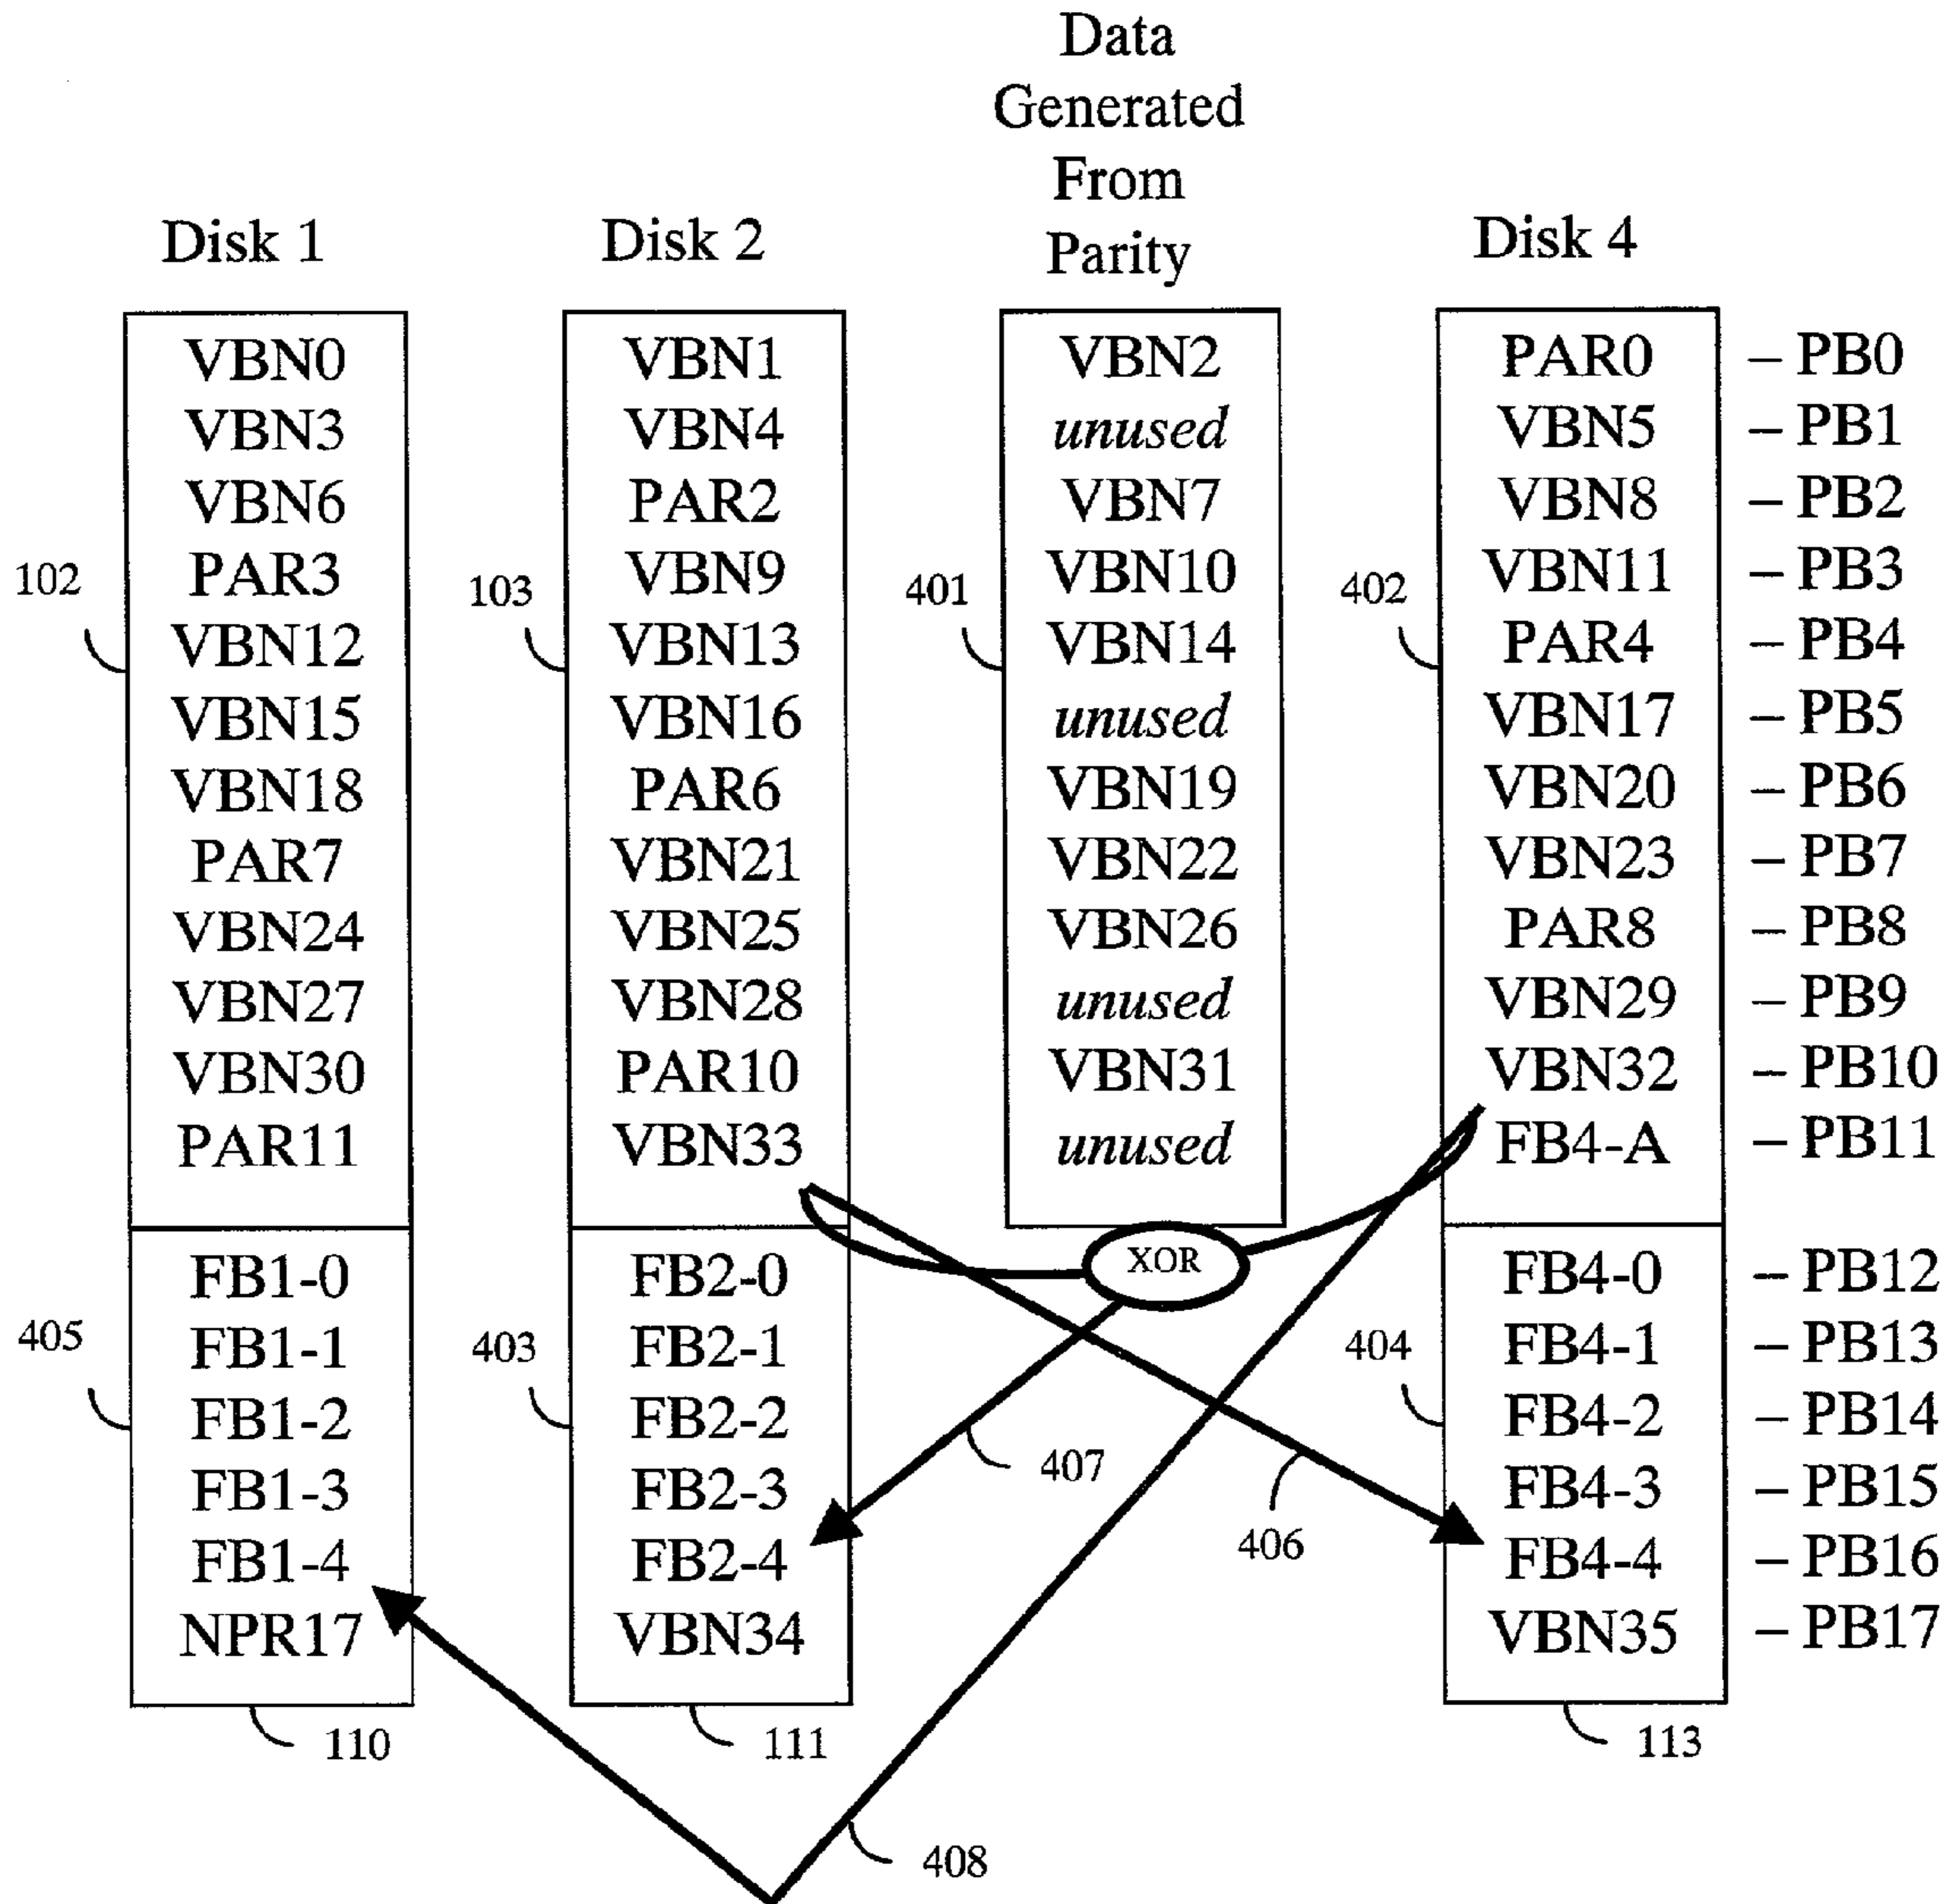 Data
Generated
From
Parity
Disk 1
Disk 2
Disk 4
VBN0 VBN1 VBN2 PAR0 – PB0
VBN3 VBN4 unused VBN5 – PB1
VBN6 PAR2 VBN7 VBN8 – PB2
PAR3 VBN9 VBN10 VBN11 – PB3
102 103 401 402
VBN12 VBN13 VBN14 PAR4 – PB4
VBN15 VBN16 unused VBN17 – PB5
VBN18 PAR6 VBN19 VBN20 – PB6
PAR7 VBN21 VBN22 VBN23 – PB7
VBN24 VBN25 VBN26 PAR8 – PB8
VBN27 VBN28 unused VBN29 – PB9
VBN30 PAR10 VBN31 VBN32 – PB10
PAR11 VBN33 unused FB4-A – PB11
XOR
FB1-0 FB2-0 FB4-0 – PB12
405 403 404
FB1-1 FB2-1 FB4-1 – PB13
FB1-2 FB2-2 FB4-2 – PB14
407
FB1-3 FB2-3 FB4-3 – PB15
406
FB1-4 FB2-4 FB4-4 – PB16
NPR17 VBN34 VBN35 – PB17
110 111 113
408